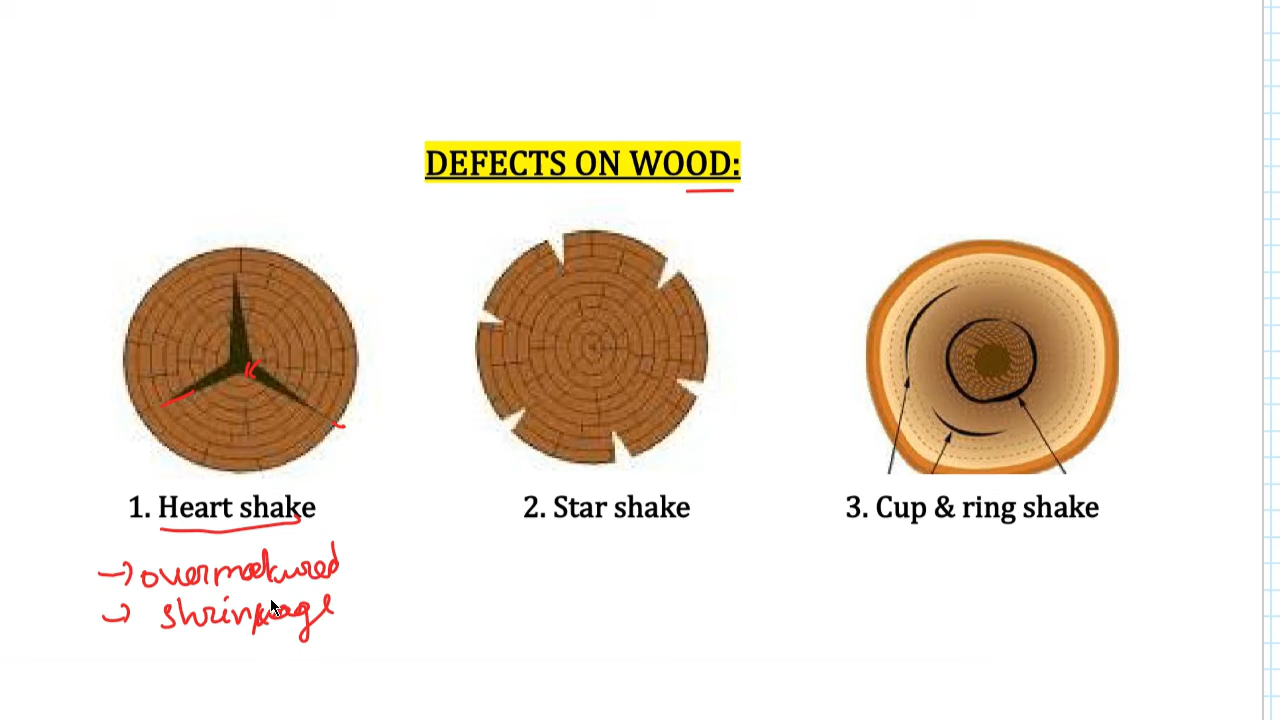 DEFECTS ON WOOD:
1. Heart shake
2. Star shake
3. Cup & ring shake
→ overmatured
→ shrinkage